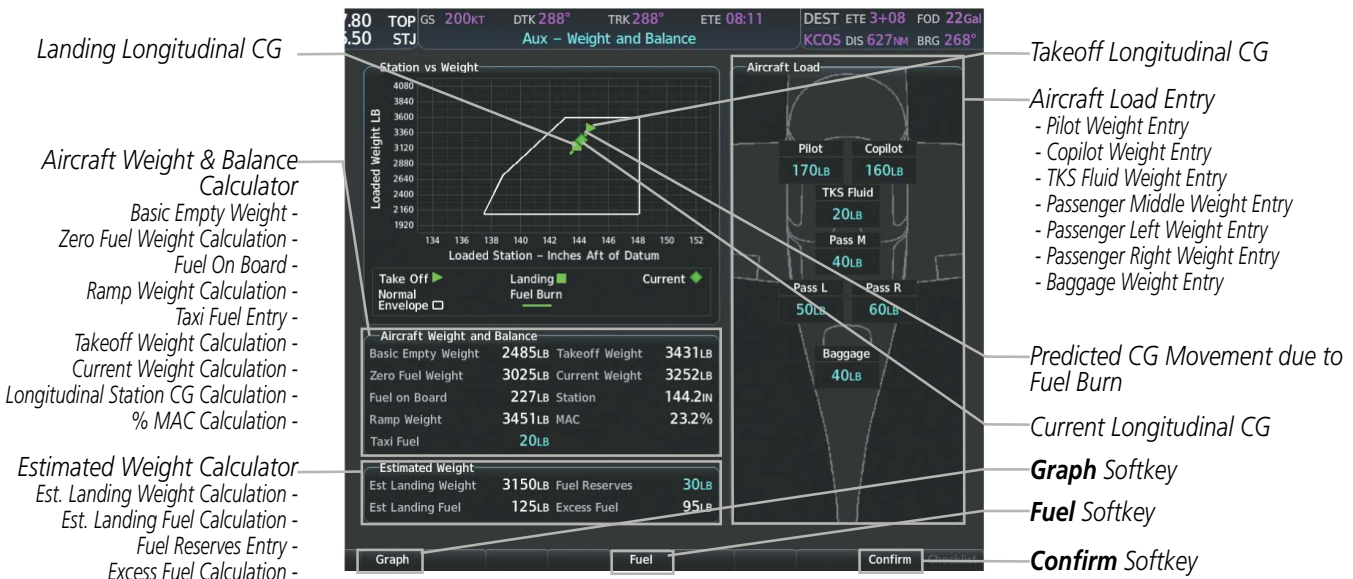 Landing Longitudinal CG
Aircraft Weight & Balance
Calculator
Basic Empty Weight -
Zero Fuel Weight Calculation -
Fuel On Board -
Ramp Weight Calculation -
Taxi Fuel Entry -
Takeoff Weight Calculation -
Current Weight Calculation -
Longitudinal Station CG Calculation -
% MAC Calculation -
Estimated Weight Calculator
Est. Landing Weight Calculation -
Est. Landing Fuel Calculation -
Fuel Reserves Entry -
Excess Fuel Calculation -
7.80 TOP GS 200KT DTK 288° TRK 288° ETE 08:11 DEST ETE 3+08 FOD 22Gal
5.50 STJ Aux – Weight and Balance KCOS DIS 627NM BRG 268°
Station vs Weight
Loaded Weight LB
4080
3840
3600
3360
3120
2880
2640
2400
2160
1920
134 136 138 140 142 144 146 148 150 152
Loaded Station – Inches Aft of Datum
Take Off Landing Current
Normal Fuel Burn
Envelope
Aircraft Weight and Balance
Basic Empty Weight 2485LB Takeoff Weight 3431LB
Zero Fuel Weight 3025LB Current Weight 3252LB
Fuel on Board 227LB Station 144.2IN
Ramp Weight 3451LB MAC 23.2%
Taxi Fuel 20LB
Estimated Weight
Est Landing Weight 3150LB Fuel Reserves 30LB
Est Landing Fuel 125LB Excess Fuel 95LB
Aircraft Load
Pilot Copilot
170LB 160LB
TKS Fluid
20LB
Pass M
40LB
Pass L Pass R
50LB 60LB
Baggage
40LB
Graph Fuel Confirm Checklist
Takeoff Longitudinal CG
Aircraft Load Entry
- Pilot Weight Entry
- Copilot Weight Entry
- TKS Fluid Weight Entry
- Passenger Middle Weight Entry
- Passenger Left Weight Entry
- Passenger Right Weight Entry
- Baggage Weight Entry
Predicted CG Movement due to
Fuel Burn
Current Longitudinal CG
Graph Softkey
Fuel Softkey
Confirm Softkey